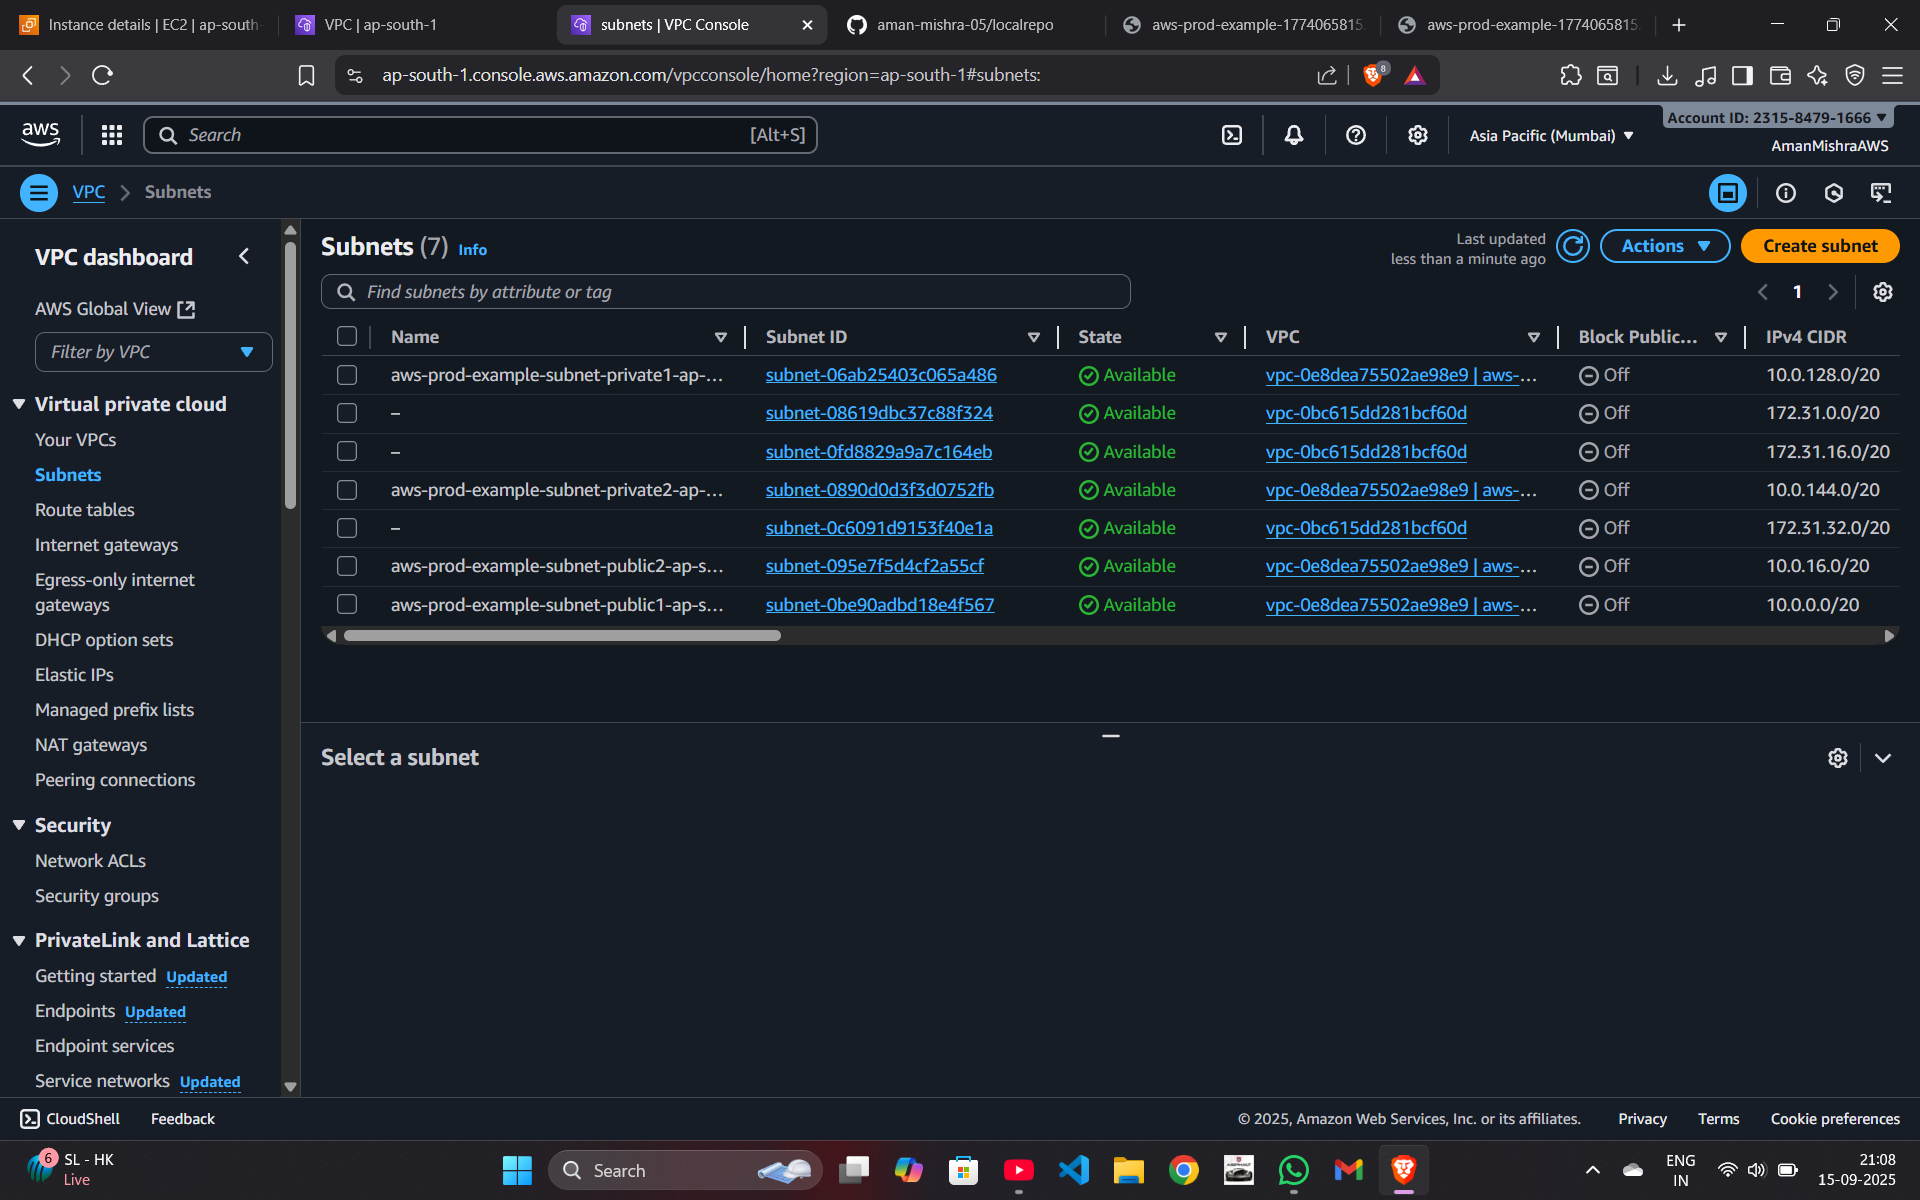 Instance details | EC2 | ap-south-
VPC | ap-south-1
subnets | VPC Console
aman-mishra-05/localrepo
aws-prod-example-1774065815.
aws-prod-example-1774065815.
ap-south-1.console.aws.amazon.com/vpcconsole/home?region=ap-south-1#subnets:
8
aws
Search
[Alt+S]
Asia Pacific (Mumbai)
Account ID: 2315-8479-1666
AmanMishraAWS
VPC
Subnets
VPC dashboard
AWS Global View
Filter by VPC
Virtual private cloud
Your VPCs
Subnets
Route tables
Internet gateways
Egress-only internet
gateways
DHCP option sets
Elastic IPs
Managed prefix lists
NAT gateways
Peering connections
Security
Network ACLs
Security groups
PrivateLink and Lattice
Getting started Updated
Endpoints Updated
Endpoint services
Service networks Updated
Subnets (7) Info
Last updated
less than a minute ago
Actions
Create subnet
Find subnets by attribute or tag
1
Name Subnet ID State VPC Block Public... IPv4 CIDR
aws-prod-example-subnet-private1-ap-... subnet-06ab25403c065a486 Available vpc-0e8dea75502ae98e9 | aws-... Off 10.0.128.0/20
– subnet-08619dbc37c88f324 Available vpc-0bc615dd281bcf60d Off 172.31.0.0/20
– subnet-0fd8829a9a7c164eb Available vpc-0bc615dd281bcf60d Off 172.31.16.0/20
aws-prod-example-subnet-private2-ap-... subnet-0890d0d3f3d0752fb Available vpc-0e8dea75502ae98e9 | aws-... Off 10.0.144.0/20
– subnet-0c6091d9153f40e1a Available vpc-0bc615dd281bcf60d Off 172.31.32.0/20
aws-prod-example-subnet-public2-ap-s... subnet-095e7f5d4cf2a55cf Available vpc-0e8dea75502ae98e9 | aws-... Off 10.0.16.0/20
aws-prod-example-subnet-public1-ap-s... subnet-0be90adbd18e4f567 Available vpc-0e8dea75502ae98e9 | aws-... Off 10.0.0.0/20
Select a subnet
CloudShell
Feedback
© 2025, Amazon Web Services, Inc. or its affiliates.
Privacy
Terms
Cookie preferences
6
SL - HK
Live
Search
ENG
IN
21:08
15-09-2025